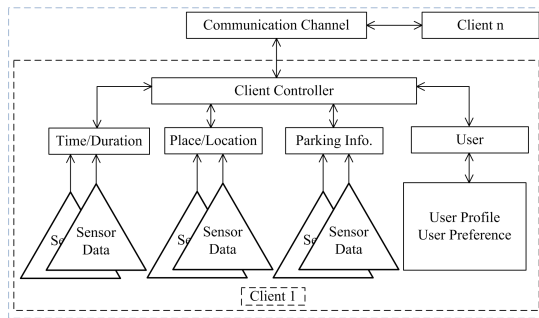 Communication Channel
Client n
Client Controller
Time/Duration
Place/Location
Parking Info.
User
Sensor
Data
Sensor
Data
Sensor
Data
User Profile
User Preference
Client 1